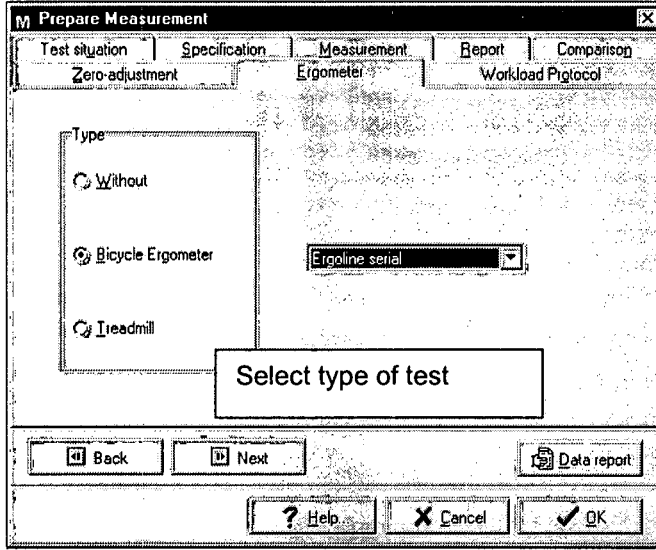 M Prepare Measurement
Test situation Specification Measurement Report Comparison
Zero-adjustment Ergometer Workload Protocol
Type
Without
Bicycle Ergometer Ergoline serial
Treadmill
Select type of test
Back Next Data report
? Help X Cancel OK